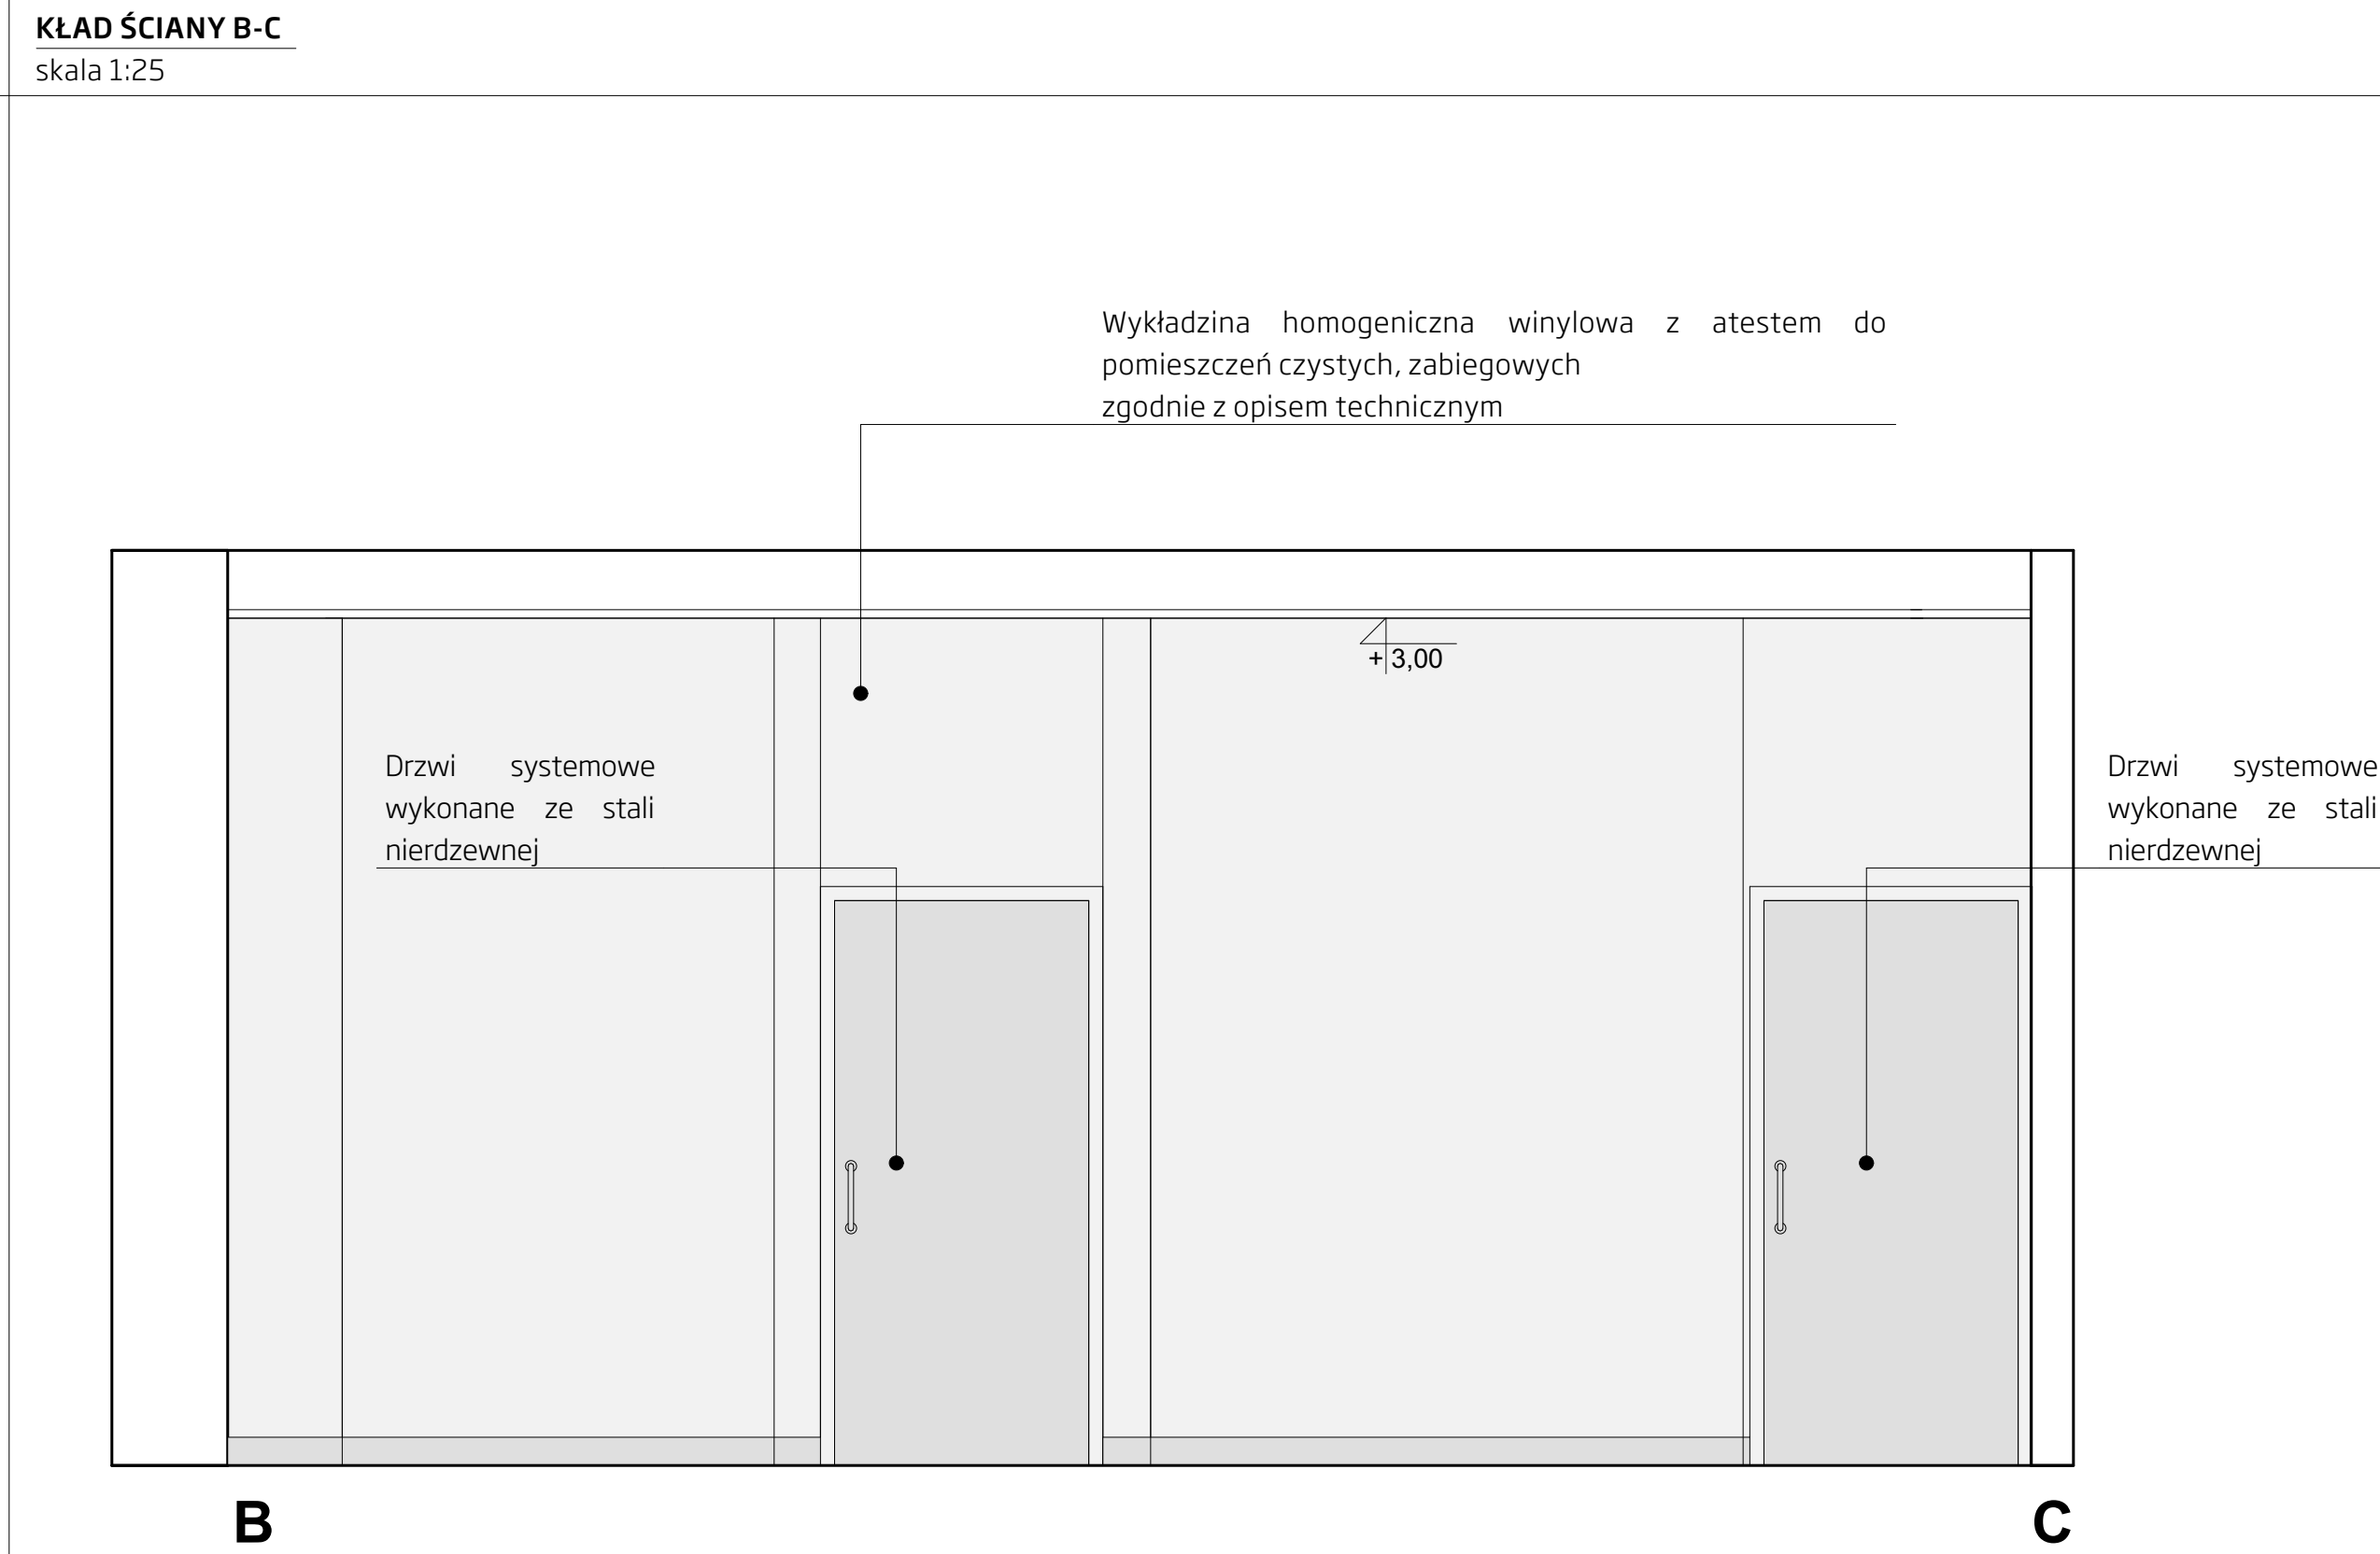 KŁAD ŚCIANY B-C
skala 1:25
Wykładzina homogeniczna winylowa z atestem do
pomieszczeń czystych, zabiegowych
zgodnie z opisem technicznym
+3,00
Drzwi systemowe
wykonane ze stali
nierdzewnej
Drzwi systemowe
wykonane ze stali
nierdzewnej
B
C